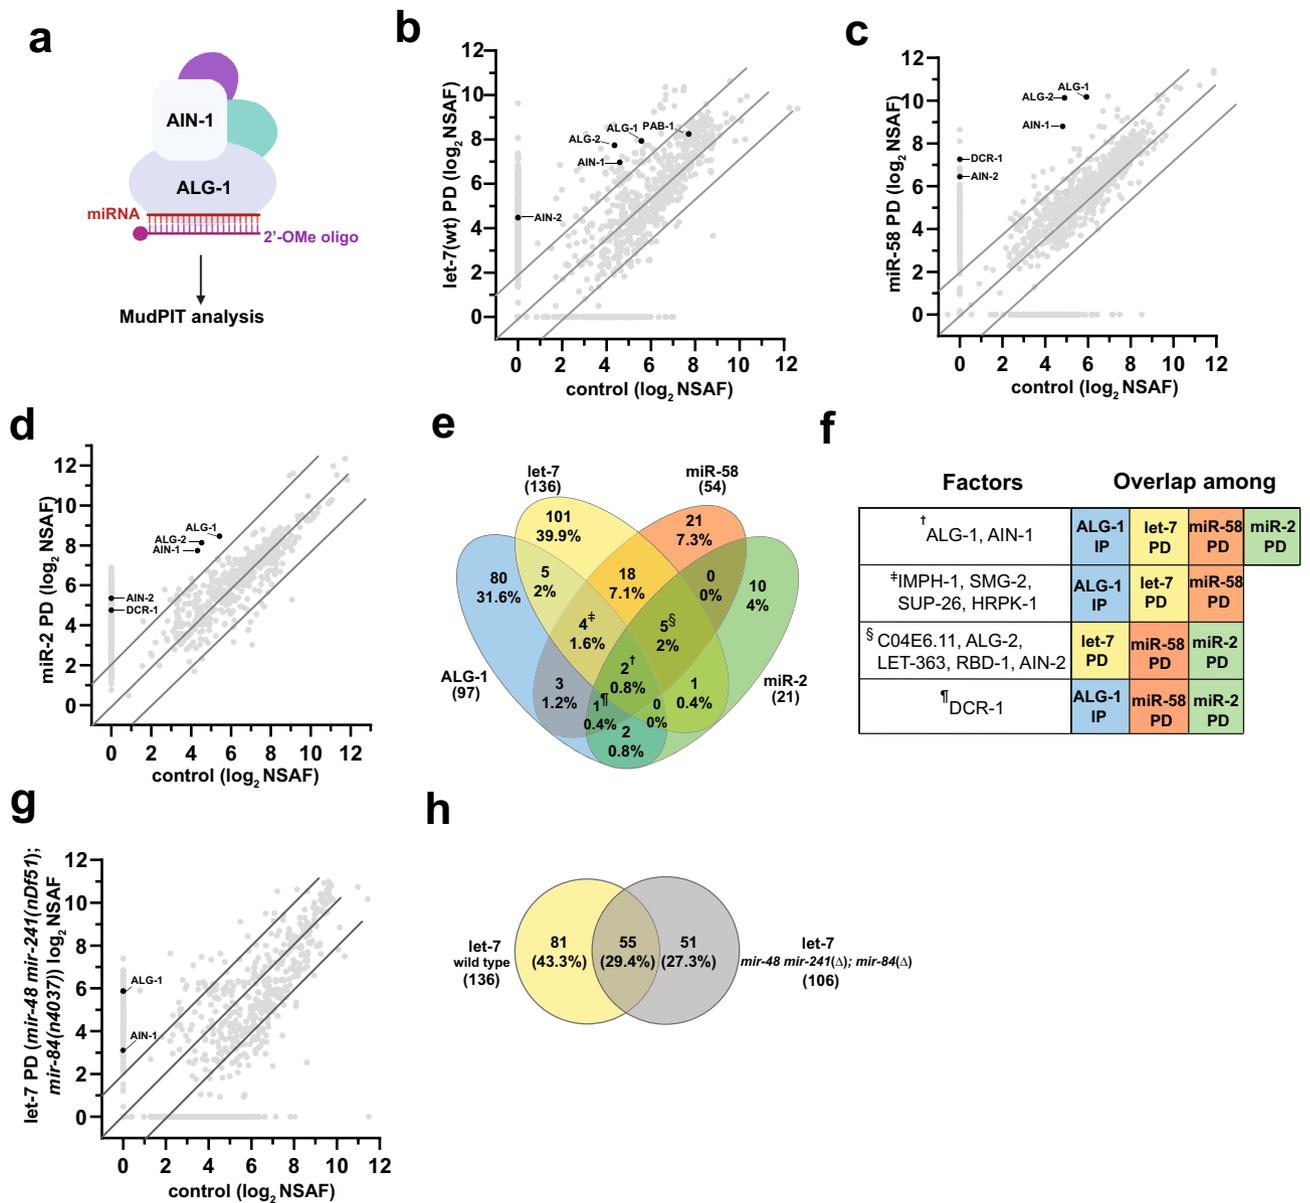 a
AIN-1
ALG-1
miRNA
2'-OMe oligo
MudPIT analysis
b
let-7(wt) PD (log2 NSAF)
12
10
8
6
4
2
0
ALG-1 PAB-1
ALG-2
AIN-1
AIN-2
0 2 4 6 8 10 12
control (log2 NSAF)
c
miR-58 PD (log2 NSAF)
12
10
8
6
4
2
0
ALG-1
ALG-2
AIN-1
DCR-1
AIN-2
0 2 4 6 8 10 12
control (log2 NSAF)
d
miR-2 PD (log2 NSAF)
12
10
8
6
4
2
0
ALG-1
ALG-2
AIN-1
AIN-2
DCR-1
0 2 4 6 8 10 12
control (log2 NSAF)
e
let-7
(136)
miR-58
(54)
ALG-1
(97)
miR-2
(21)
101
39.9%
21
7.3%
80
31.6%
5
2%
18
7.1%
0
0%
10
4%
4‡
1.6%
5§
2%
2†
0.8%
3
1.2%
1¶
0.4%
0
0%
1
0.4%
2
0.8%
f
Factors Overlap among
†ALG-1, AIN-1
ALG-1 IP
let-7 PD
miR-58 PD
miR-2 PD
‡IMPH-1, SMG-2,
SUP-26, HRPK-1
ALG-1 IP
let-7 PD
miR-58 PD
§C04E6.11, ALG-2,
LET-363, RBD-1, AIN-2
let-7 PD
miR-58 PD
miR-2 PD
¶DCR-1
ALG-1 IP
miR-58 PD
miR-2 PD
g
let-7 PD (mir-48 mir-241(nDf51);
mir-84(n4037)) log2 NSAF
12
10
8
6
4
2
0
ALG-1
AIN-1
0 2 4 6 8 10 12
control (log2 NSAF)
h
let-7
wild type
(136)
81
(43.3%)
55
(29.4%)
51
(27.3%)
let-7
mir-48 mir-241(Δ); mir-84(Δ)
(106)